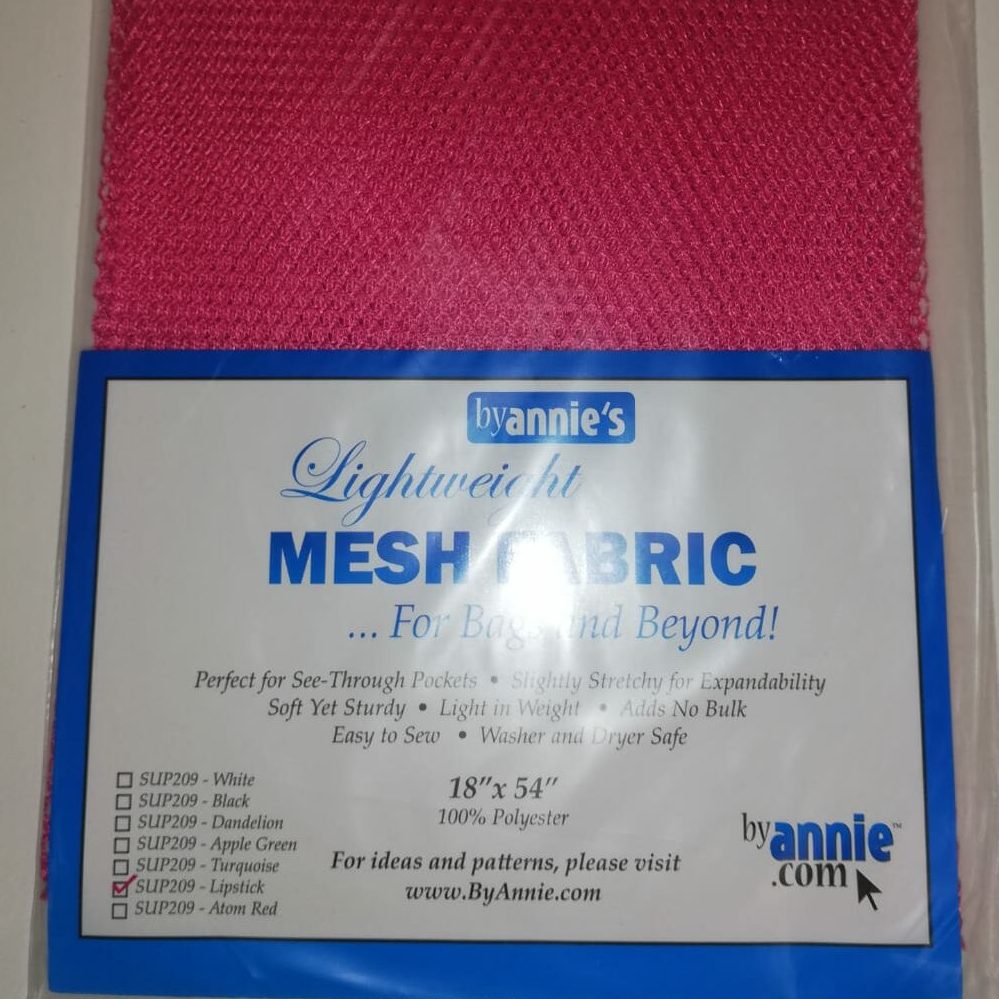 byannie's
Lightweight
MESH FABRIC
... For Bags and Beyond!
Perfect for See-Through Pockets • Slightly Stretchy for Expandability
Soft Yet Sturdy • Light in Weight • Adds No Bulk
Easy to Sew • Washer and Dryer Safe
SUP209 - White
SUP209 - Black
SUP209 - Dandelion
SUP209 - Apple Green
SUP209 - Turquoise
SUP209 - Lipstick
SUP209 - Atom Red
18"x 54"
100% Polyester
For ideas and patterns, please visit
www.ByAnnie.com
byannie™
.com